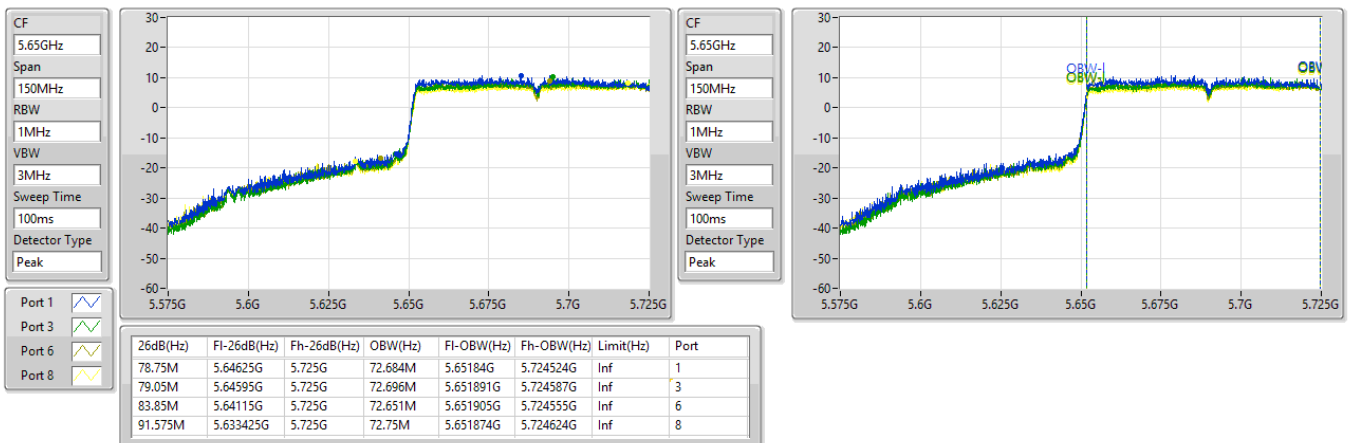 CF
5.65GHz
Span
150MHz
RBW
1MHz
VBW
3MHz
Sweep Time
100ms
Detector Type
Peak
30
20
10
0
-10
-20
-30
-40
-50
-60
5.575G 5.6G 5.625G 5.65G 5.675G 5.7G 5.725G
CF
5.65GHz
Span
150MHz
RBW
1MHz
VBW
3MHz
Sweep Time
100ms
Detector Type
Peak
30
20
10
0
-10
-20
-30
-40
-50
-60
OBW-
OBW-
OBW
5.575G 5.6G 5.625G 5.65G 5.675G 5.7G 5.725G
Port 1
Port 3
Port 6
Port 8
26dB(Hz) Fl-26dB(Hz) Fh-26dB(Hz) OBW(Hz) Fl-OBW(Hz) Fh-OBW(Hz) Limit(Hz) Port
78.75M 5.64625G 5.725G 72.684M 5.65184G 5.724524G Inf 1
79.05M 5.64595G 5.725G 72.696M 5.651891G 5.724587G Inf 3
83.85M 5.64115G 5.725G 72.651M 5.651905G 5.724555G Inf 6
91.575M 5.633425G 5.725G 72.75M 5.651874G 5.724624G Inf 8